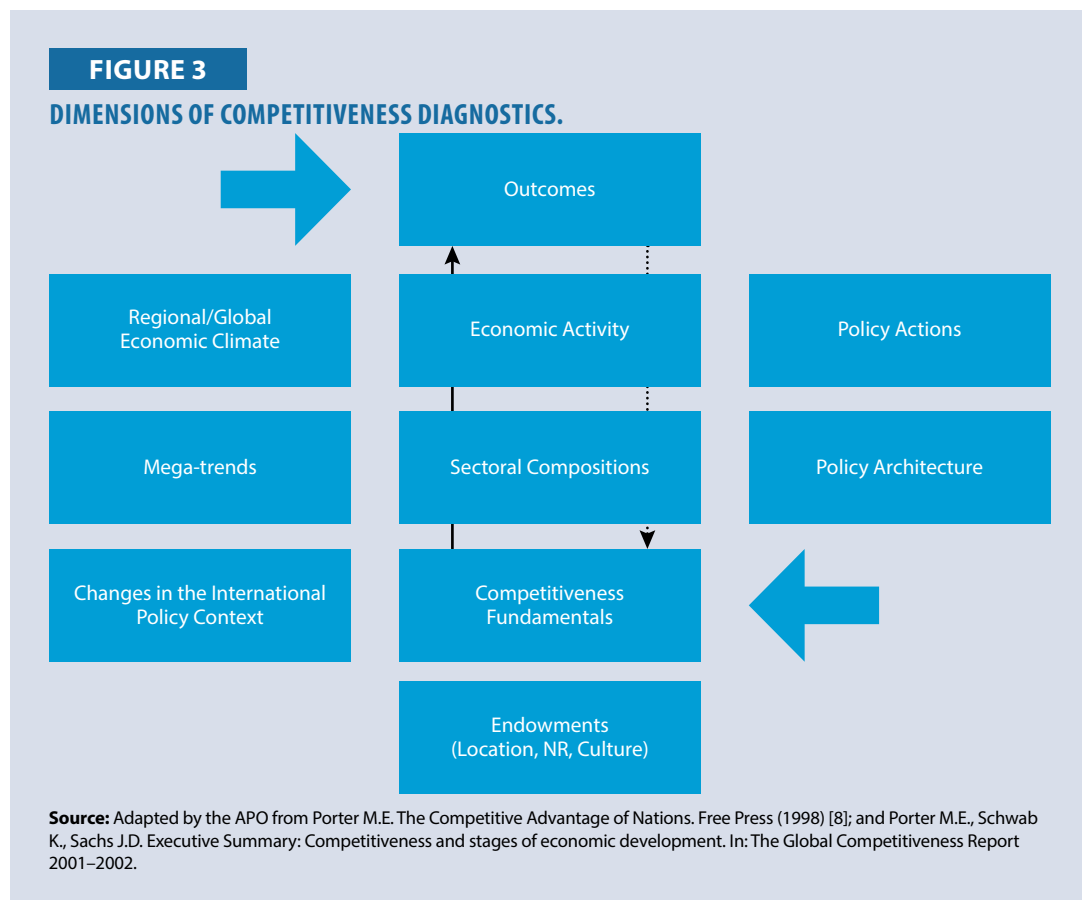 FIGURE 3
DIMENSIONS OF COMPETITIVENESS DIAGNOSTICS.
Outcomes
Regional/Global
Economic Climate
Economic Activity
Policy Actions
Mega-trends
Sectoral Compositions
Policy Architecture
Changes in the International
Policy Context
Competitiveness
Fundamentals
Endowments
(Location, NR, Culture)
Source: Adapted by the APO from Porter M.E. The Competitive Advantage of Nations. Free Press (1998) [8]; and Porter M.E., Schwab
K., Sachs J.D. Executive Summary: Competitiveness and stages of economic development. In: The Global Competitiveness Report
2001–2002.